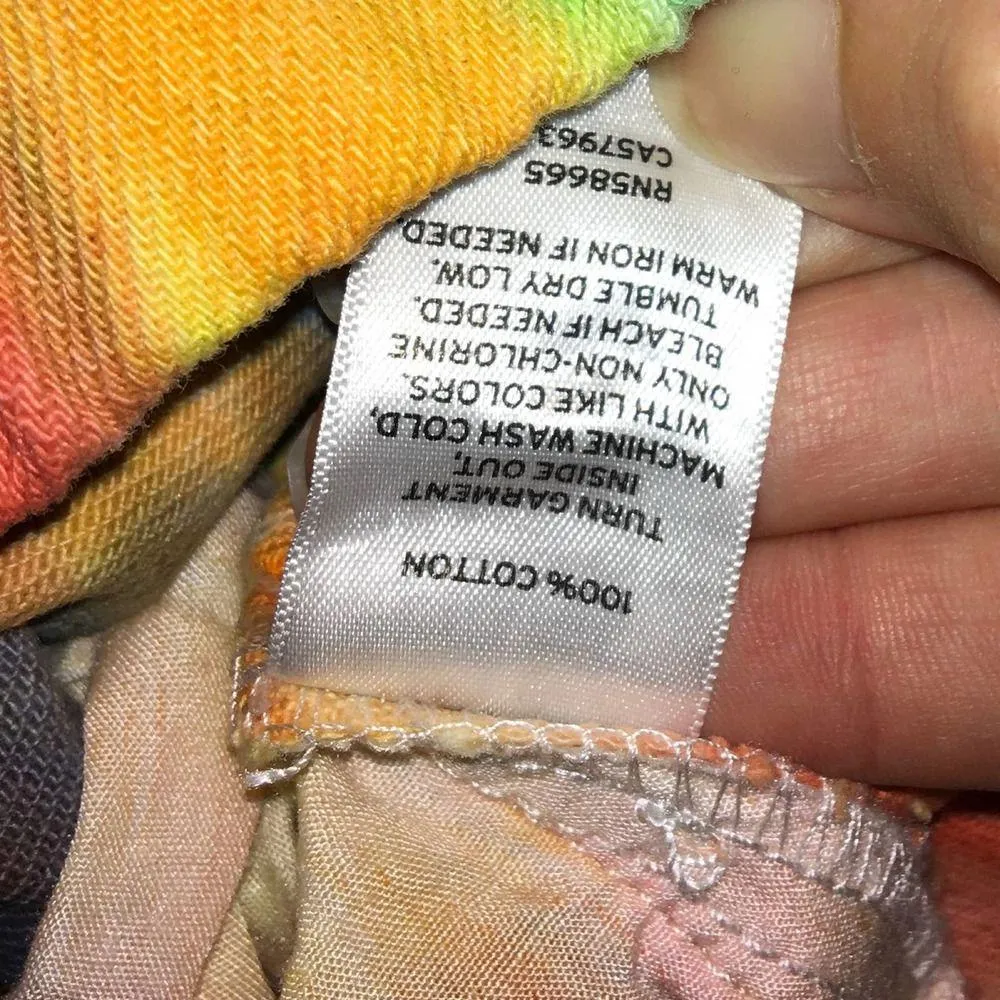 100% COTTON
TURN GARMENT
INSIDE OUT,
MACHINE WASH COLD,
WITH LIKE COLORS.
ONLY NON-CHLORINE
BLEACH IF NEEDED.
TUMBLE DRY LOW.
WARM IRON IF NEEDED.
RN58665
CA57963